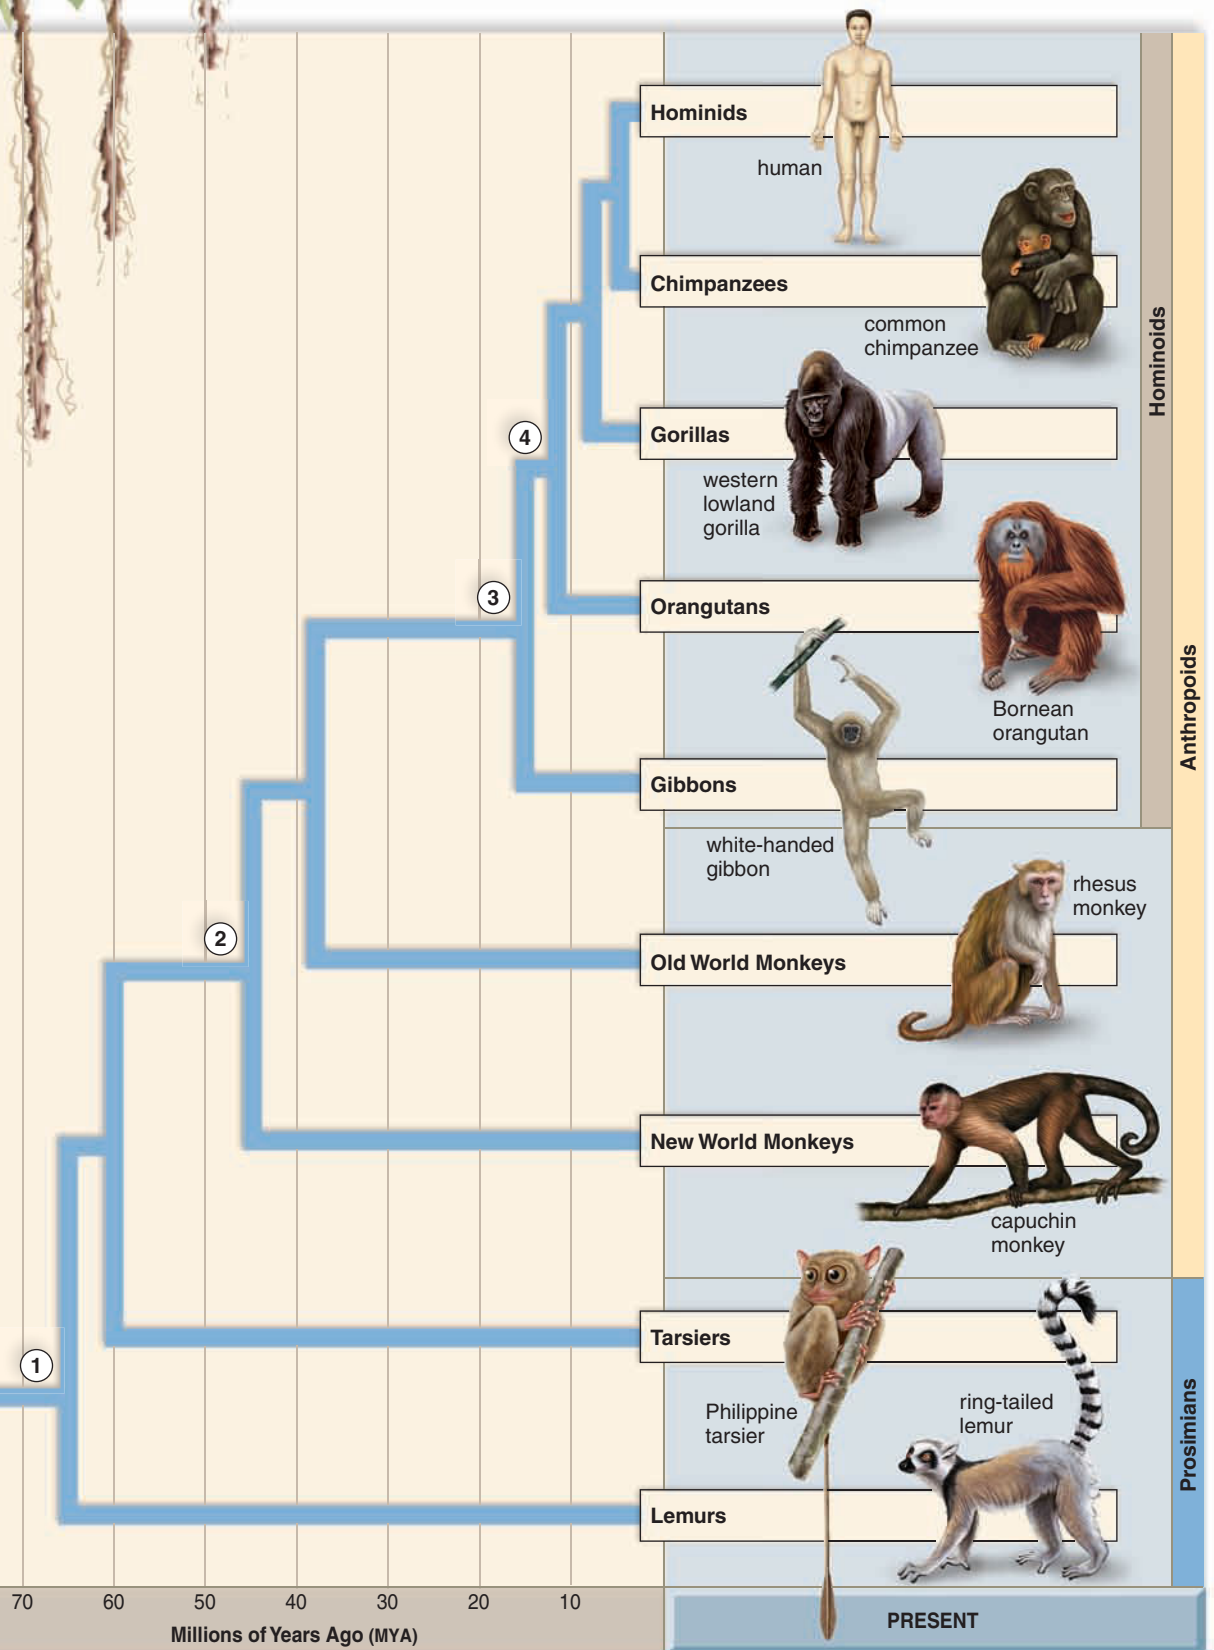 Hominids
human
Chimpanzees
common
chimpanzee
Gorillas
4
western
lowland
gorilla
3
Orangutans
Bornean
orangutan
Gibbons
white-handed
gibbon
rhesus
monkey
2
Old World Monkeys
New World Monkeys
capuchin
monkey
Tarsiers
1
Philippine
tarsier
ring-tailed
lemur
Lemurs
Hominoids
Anthropoids
Prosimians
70 60 50 40 30 20 10
PRESENT
Millions of Years Ago (MYA)